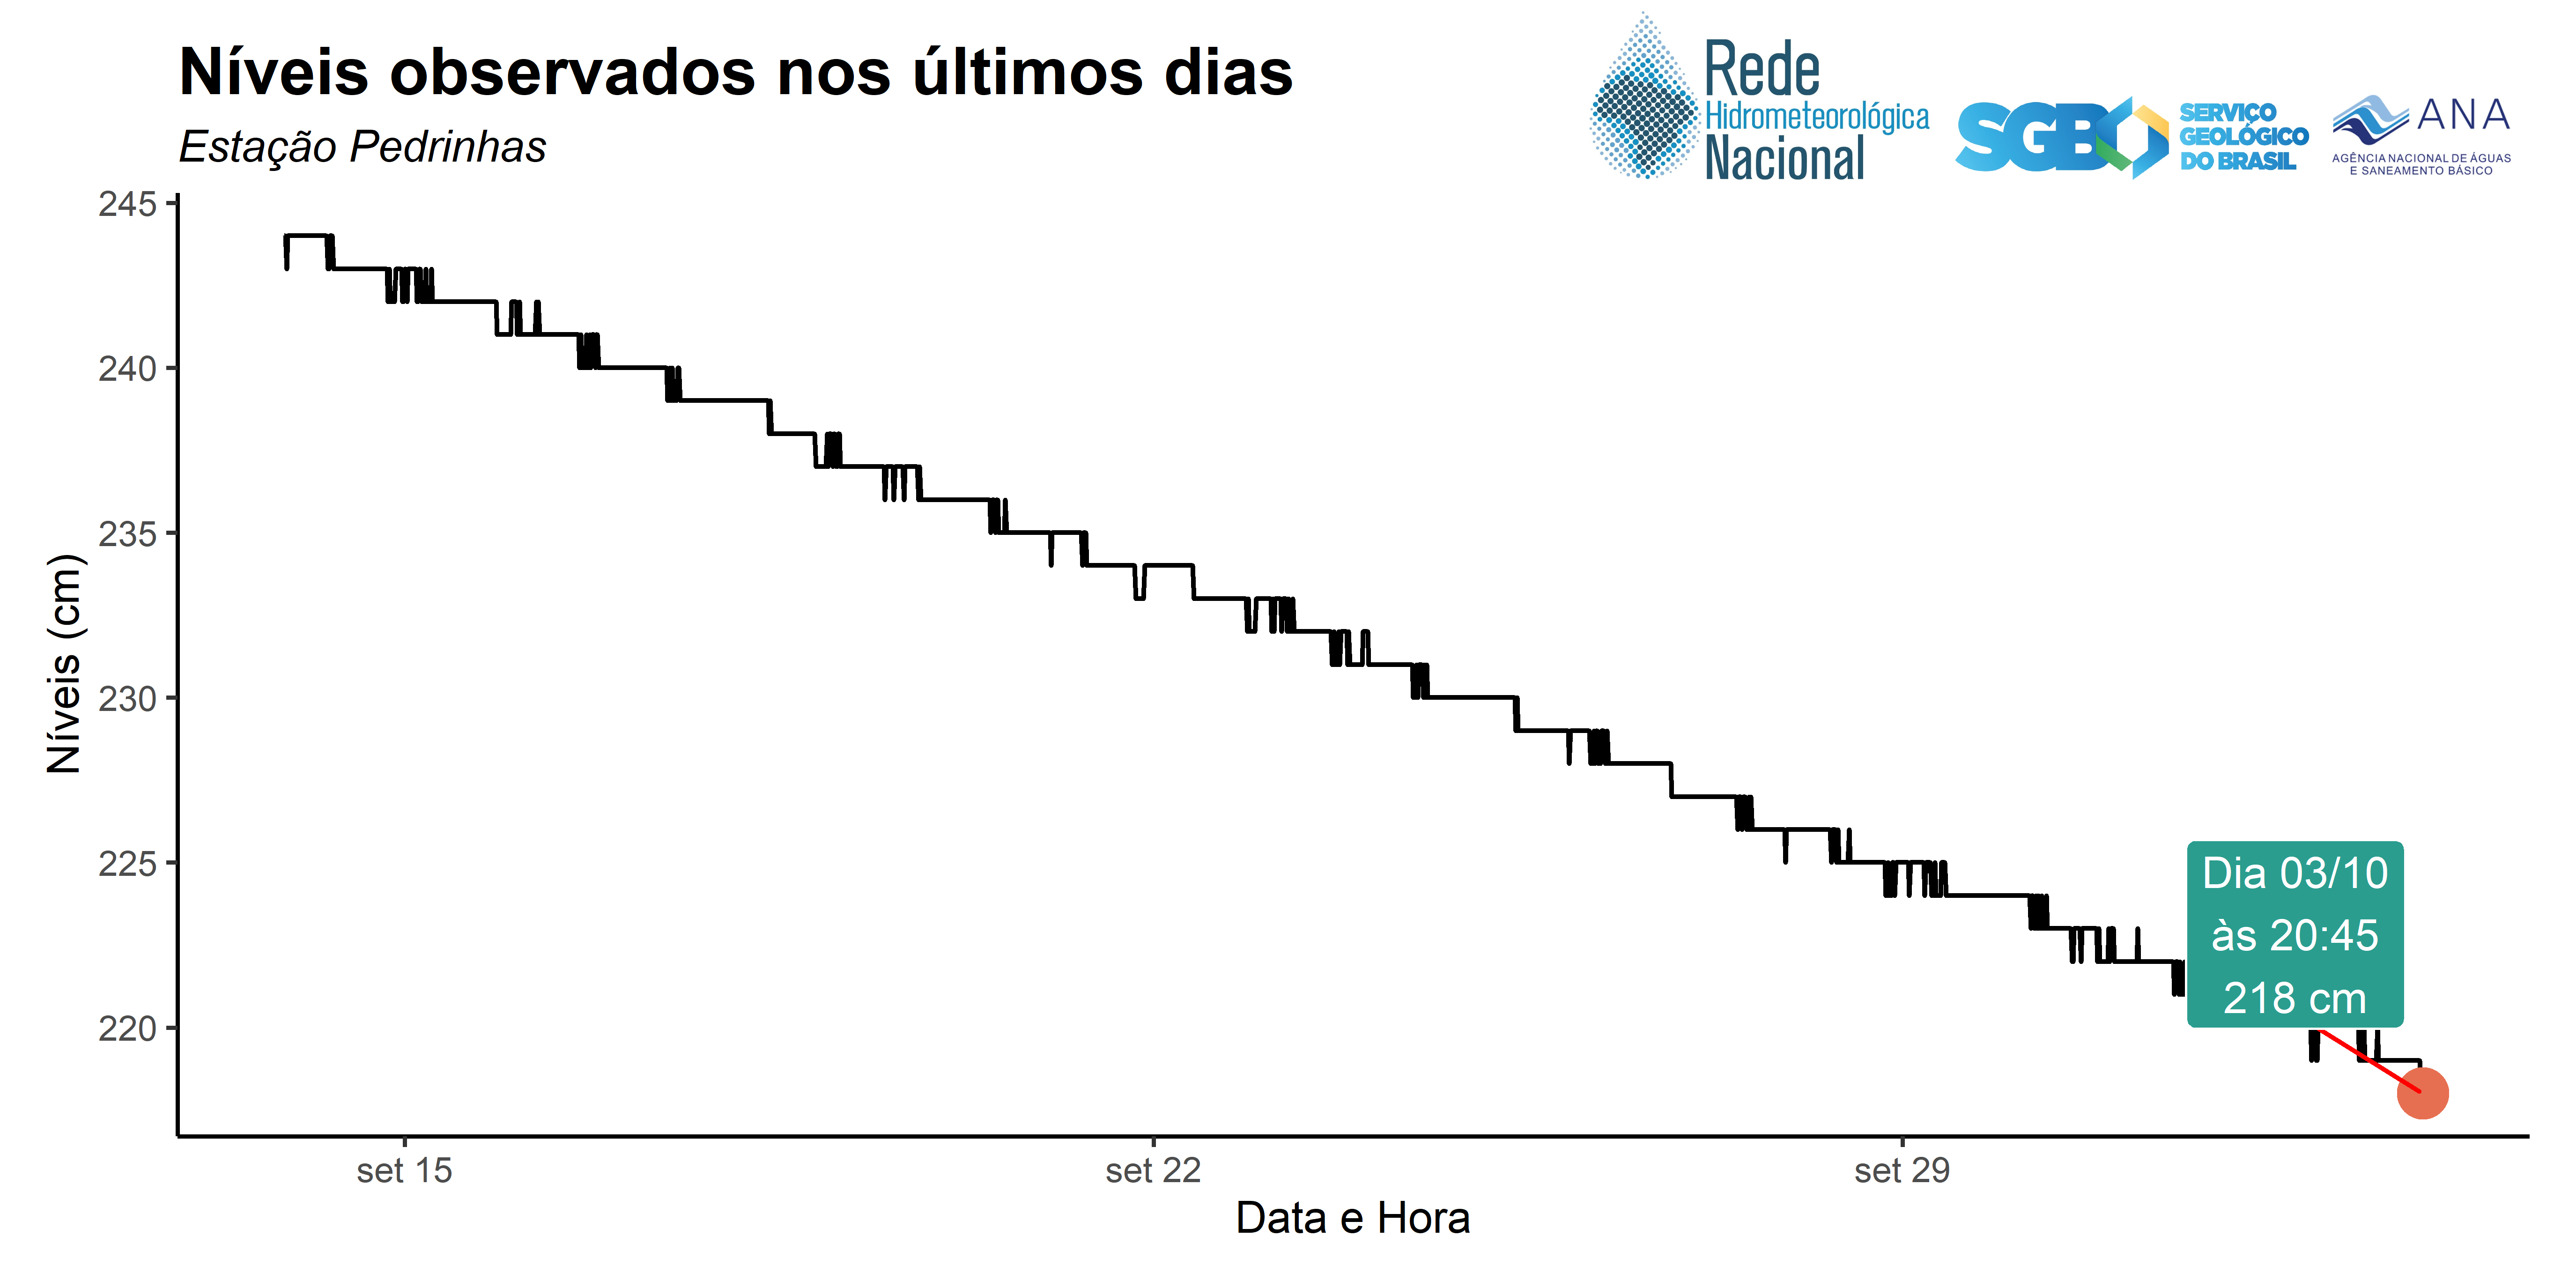 Níveis observados nos últimos dias
Estação Pedrinhas
Rede
Hidrometeorológica
Nacional
SGB
SERVIÇO
GEOLÓGICO
DO BRASIL
ANA
AGÊNCIA NACIONAL DE ÁGUAS
E SANEAMENTO BÁSICO
245
240
235
230
225
220
Níveis (cm)
Dia 03/10
às 20:45
218 cm
set 15
set 22
set 29
Data e Hora